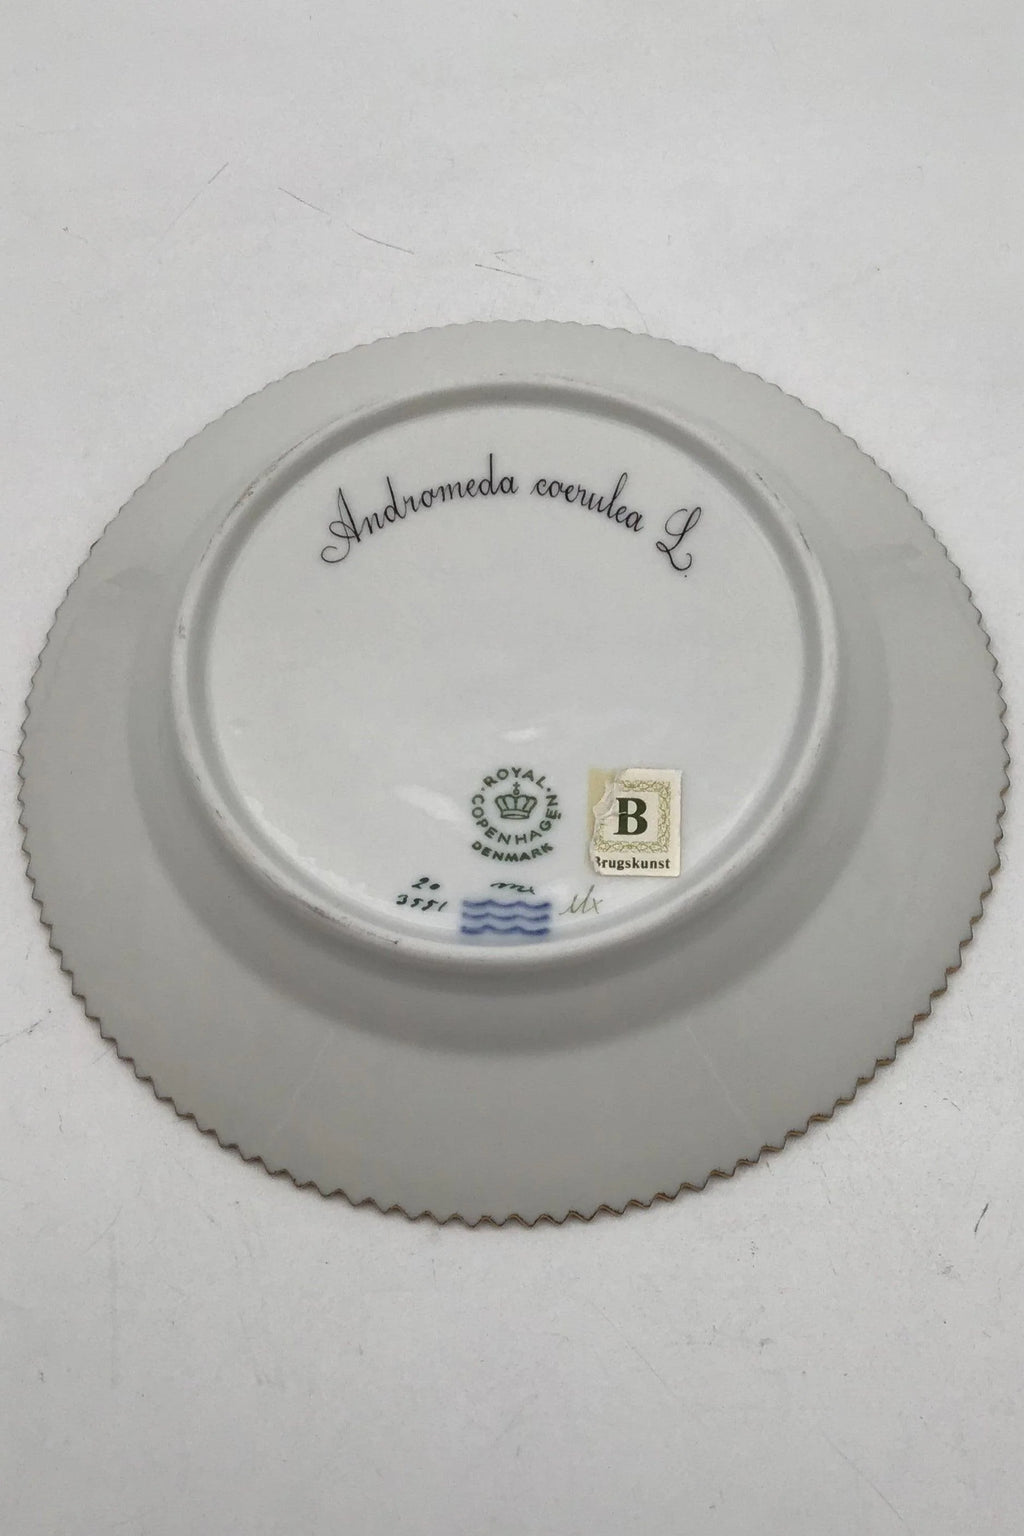 Andromeda coerulea L.
ROYAL COPENHAGEN
DENMARK
B
Brugskunst
20
3551